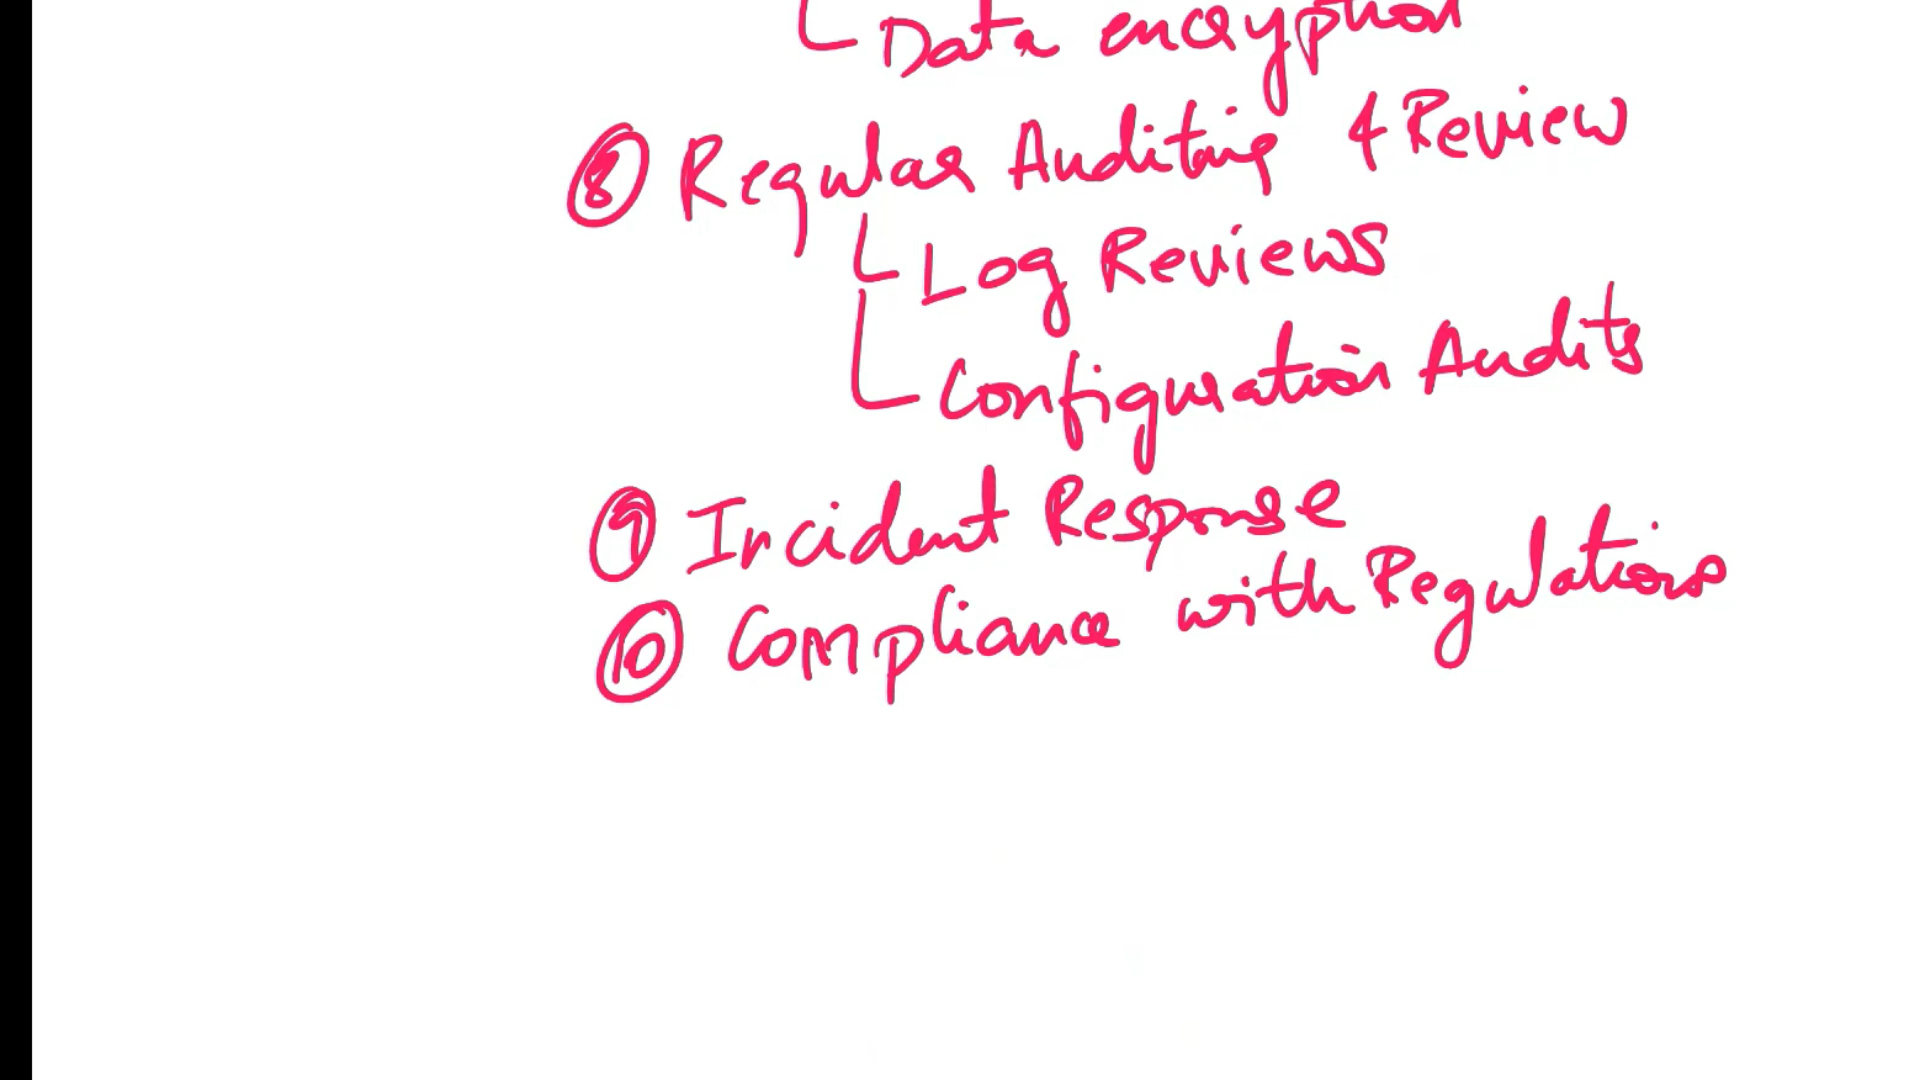 Data encryption
8 Regular Auditing & Review
Log Reviews
Configuration Audits
9 Incident Response
10 Compliance with Regulations